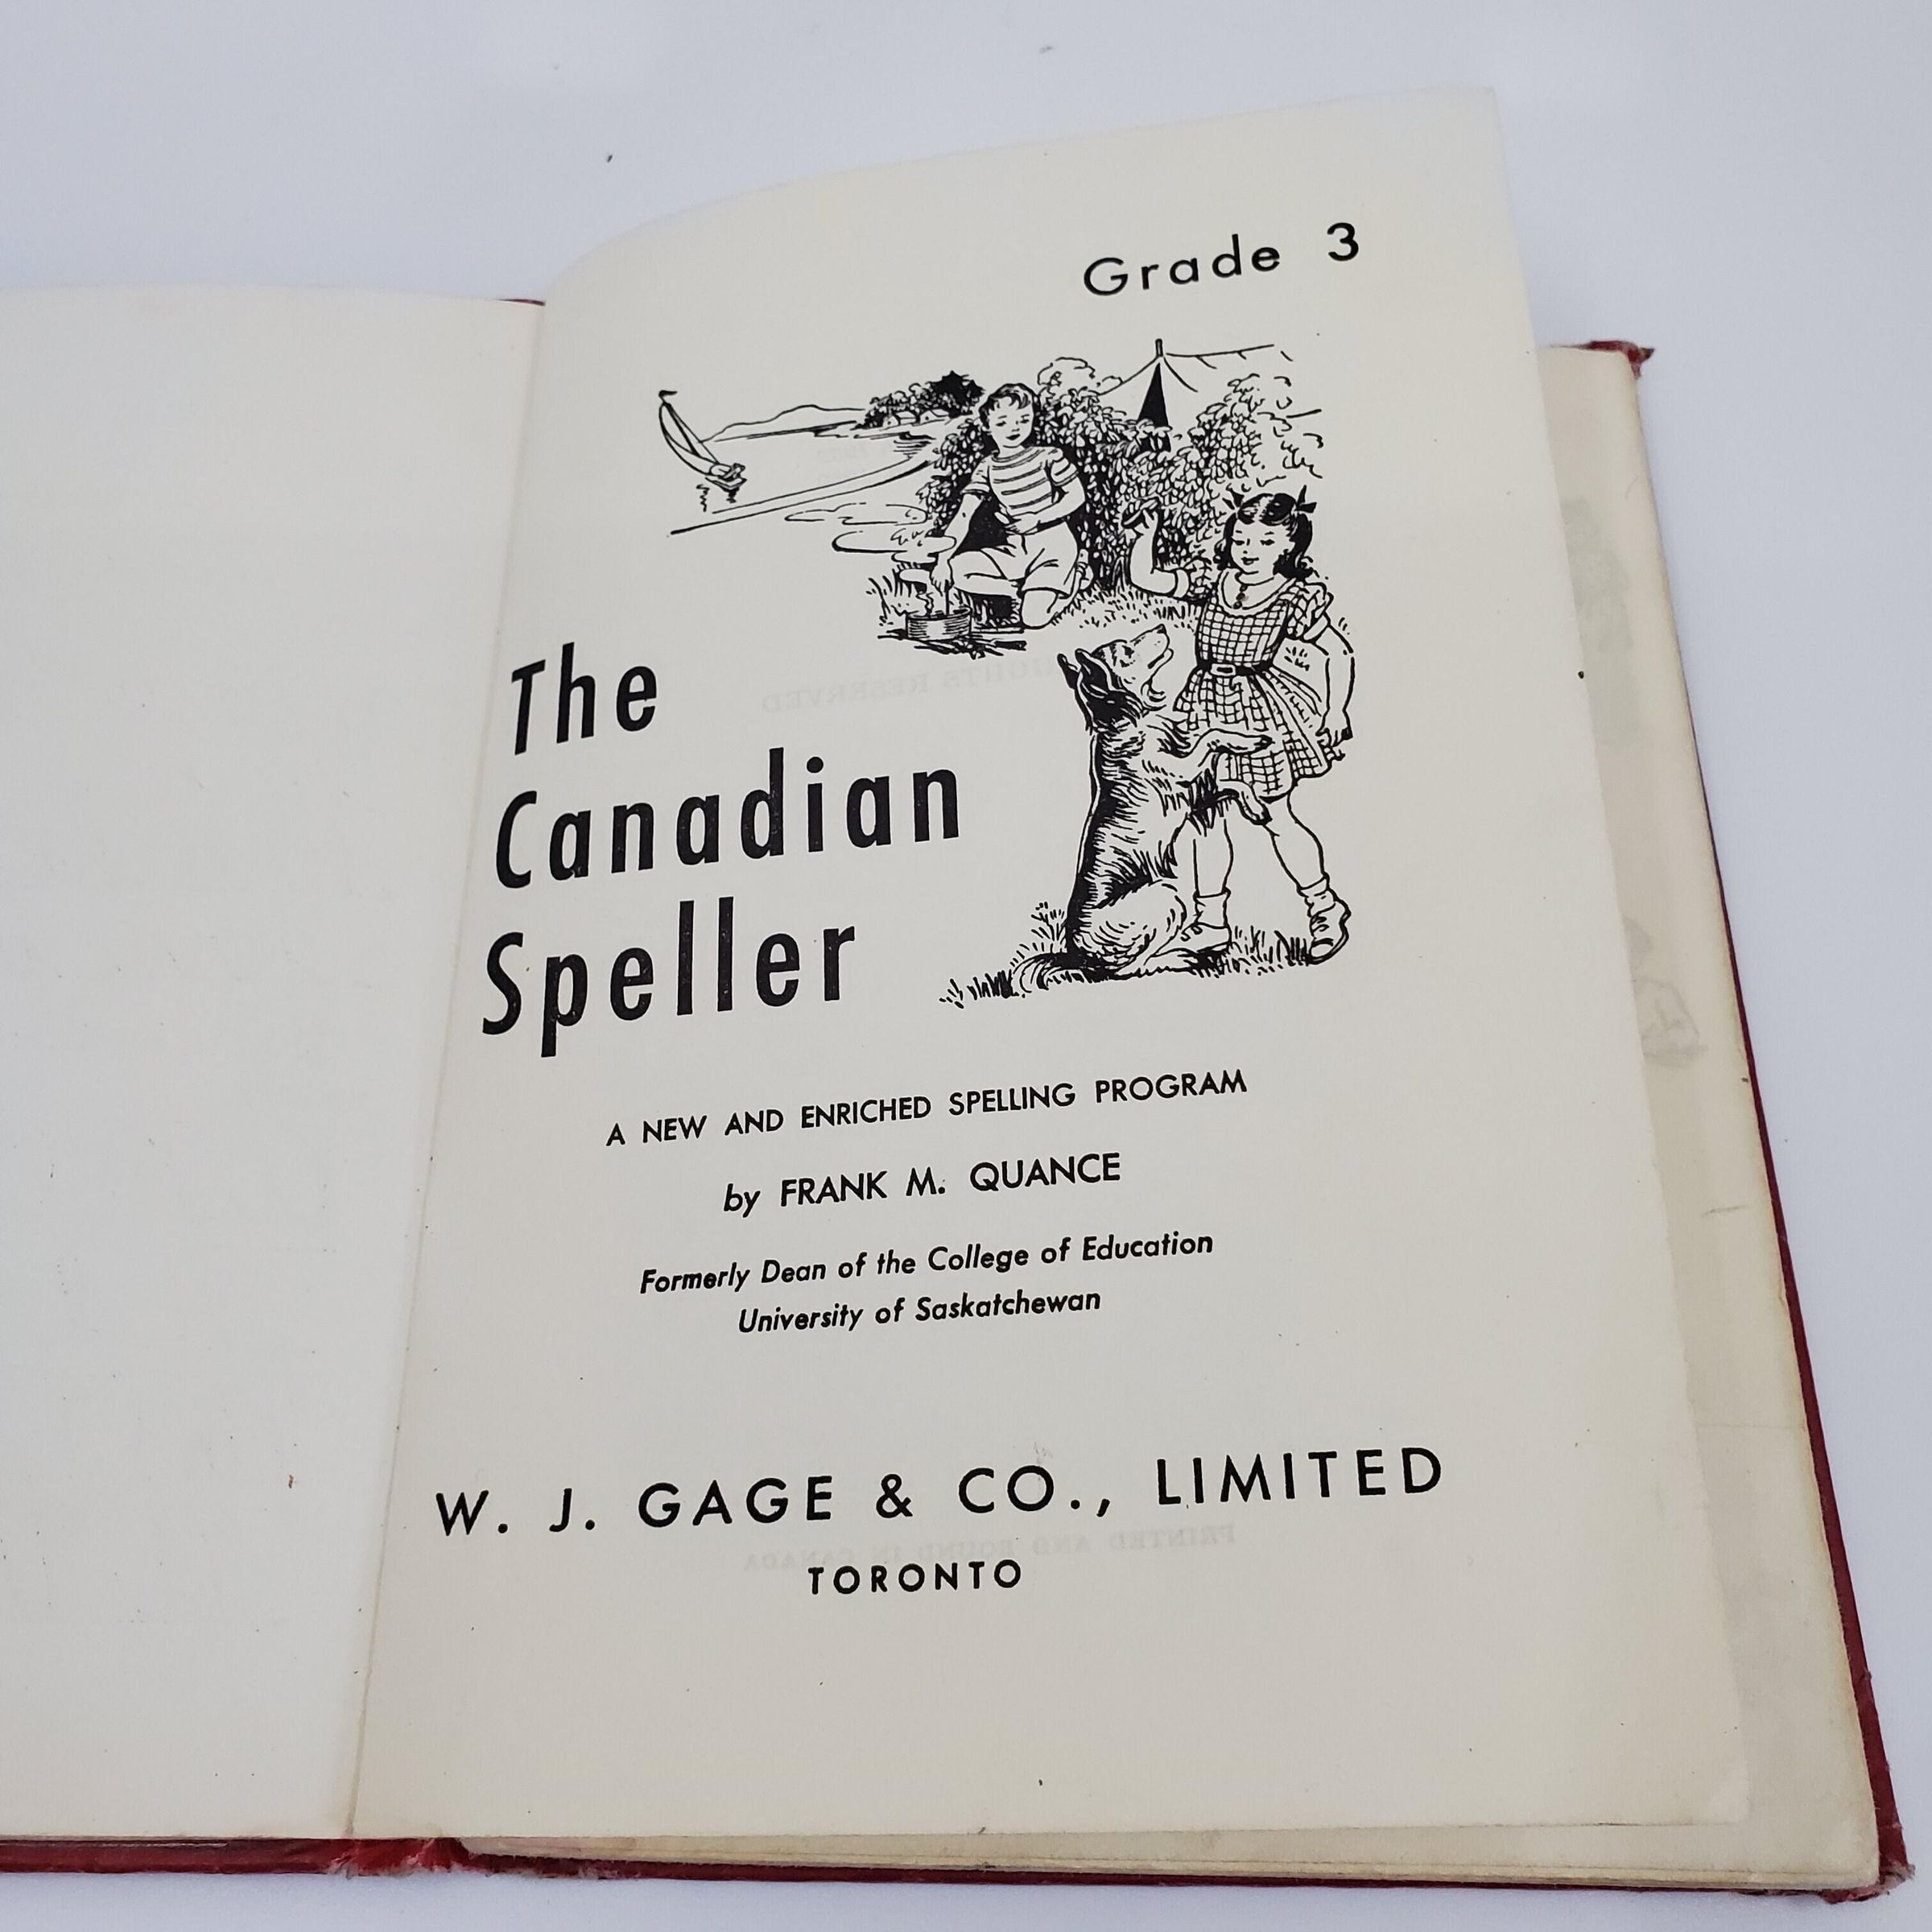 Grade 3
The
Canadian
Speller
A NEW AND ENRICHED SPELLING PROGRAM
by FRANK M. QUANCE
Formerly Dean of the College of Education
University of Saskatchewan
W. J. GAGE & CO., LIMITED
TORONTO